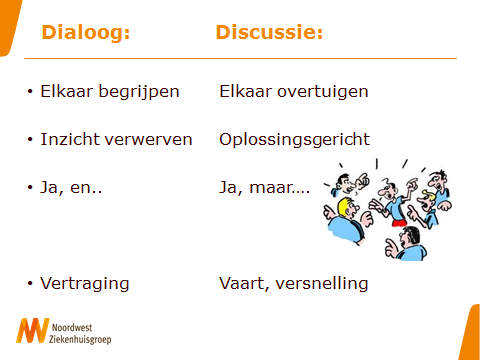 Dialoog: Discussie:
• Elkaar begrijpen Elkaar overtuigen
• Inzicht verwerven Oplossingsgericht
• Ja, en.. Ja, maar....
• Vertraging Vaart, versnelling
Noordwest
Ziekenhuisgroep